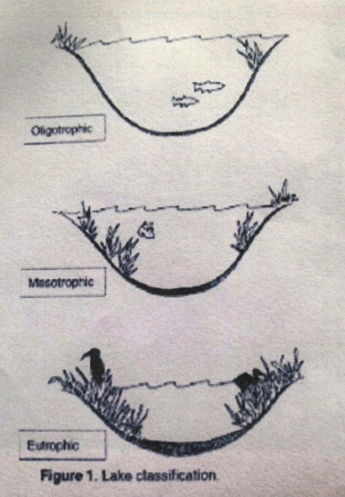 Oligotrophic
Mesotrophic
Eutrophic
Figure 1. Lake classification.